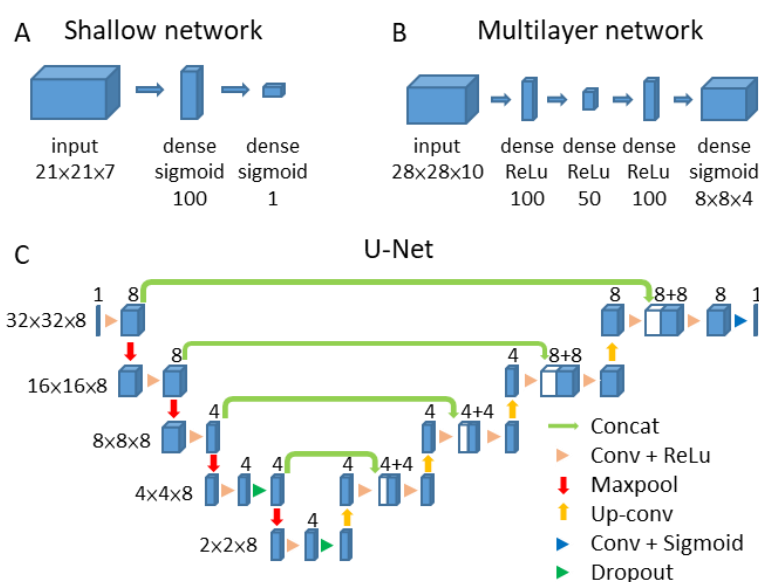 A Shallow network
B Multilayer network
input
21×21×7
dense
sigmoid
100
dense
sigmoid
1
input
28×28×10
dense
ReLu
100
dense
ReLu
50
dense
ReLu
100
dense
sigmoid
8×8×4
C U-Net
1 8 8 8+8 8 1
32×32×8
8 4 8+8
16×16×8
4 4 4+4
8×8×8
4 4 4 4+4
4×4×8
4
2×2×8
Concat
Conv + ReLu
Maxpool
Up-conv
Conv + Sigmoid
Dropout